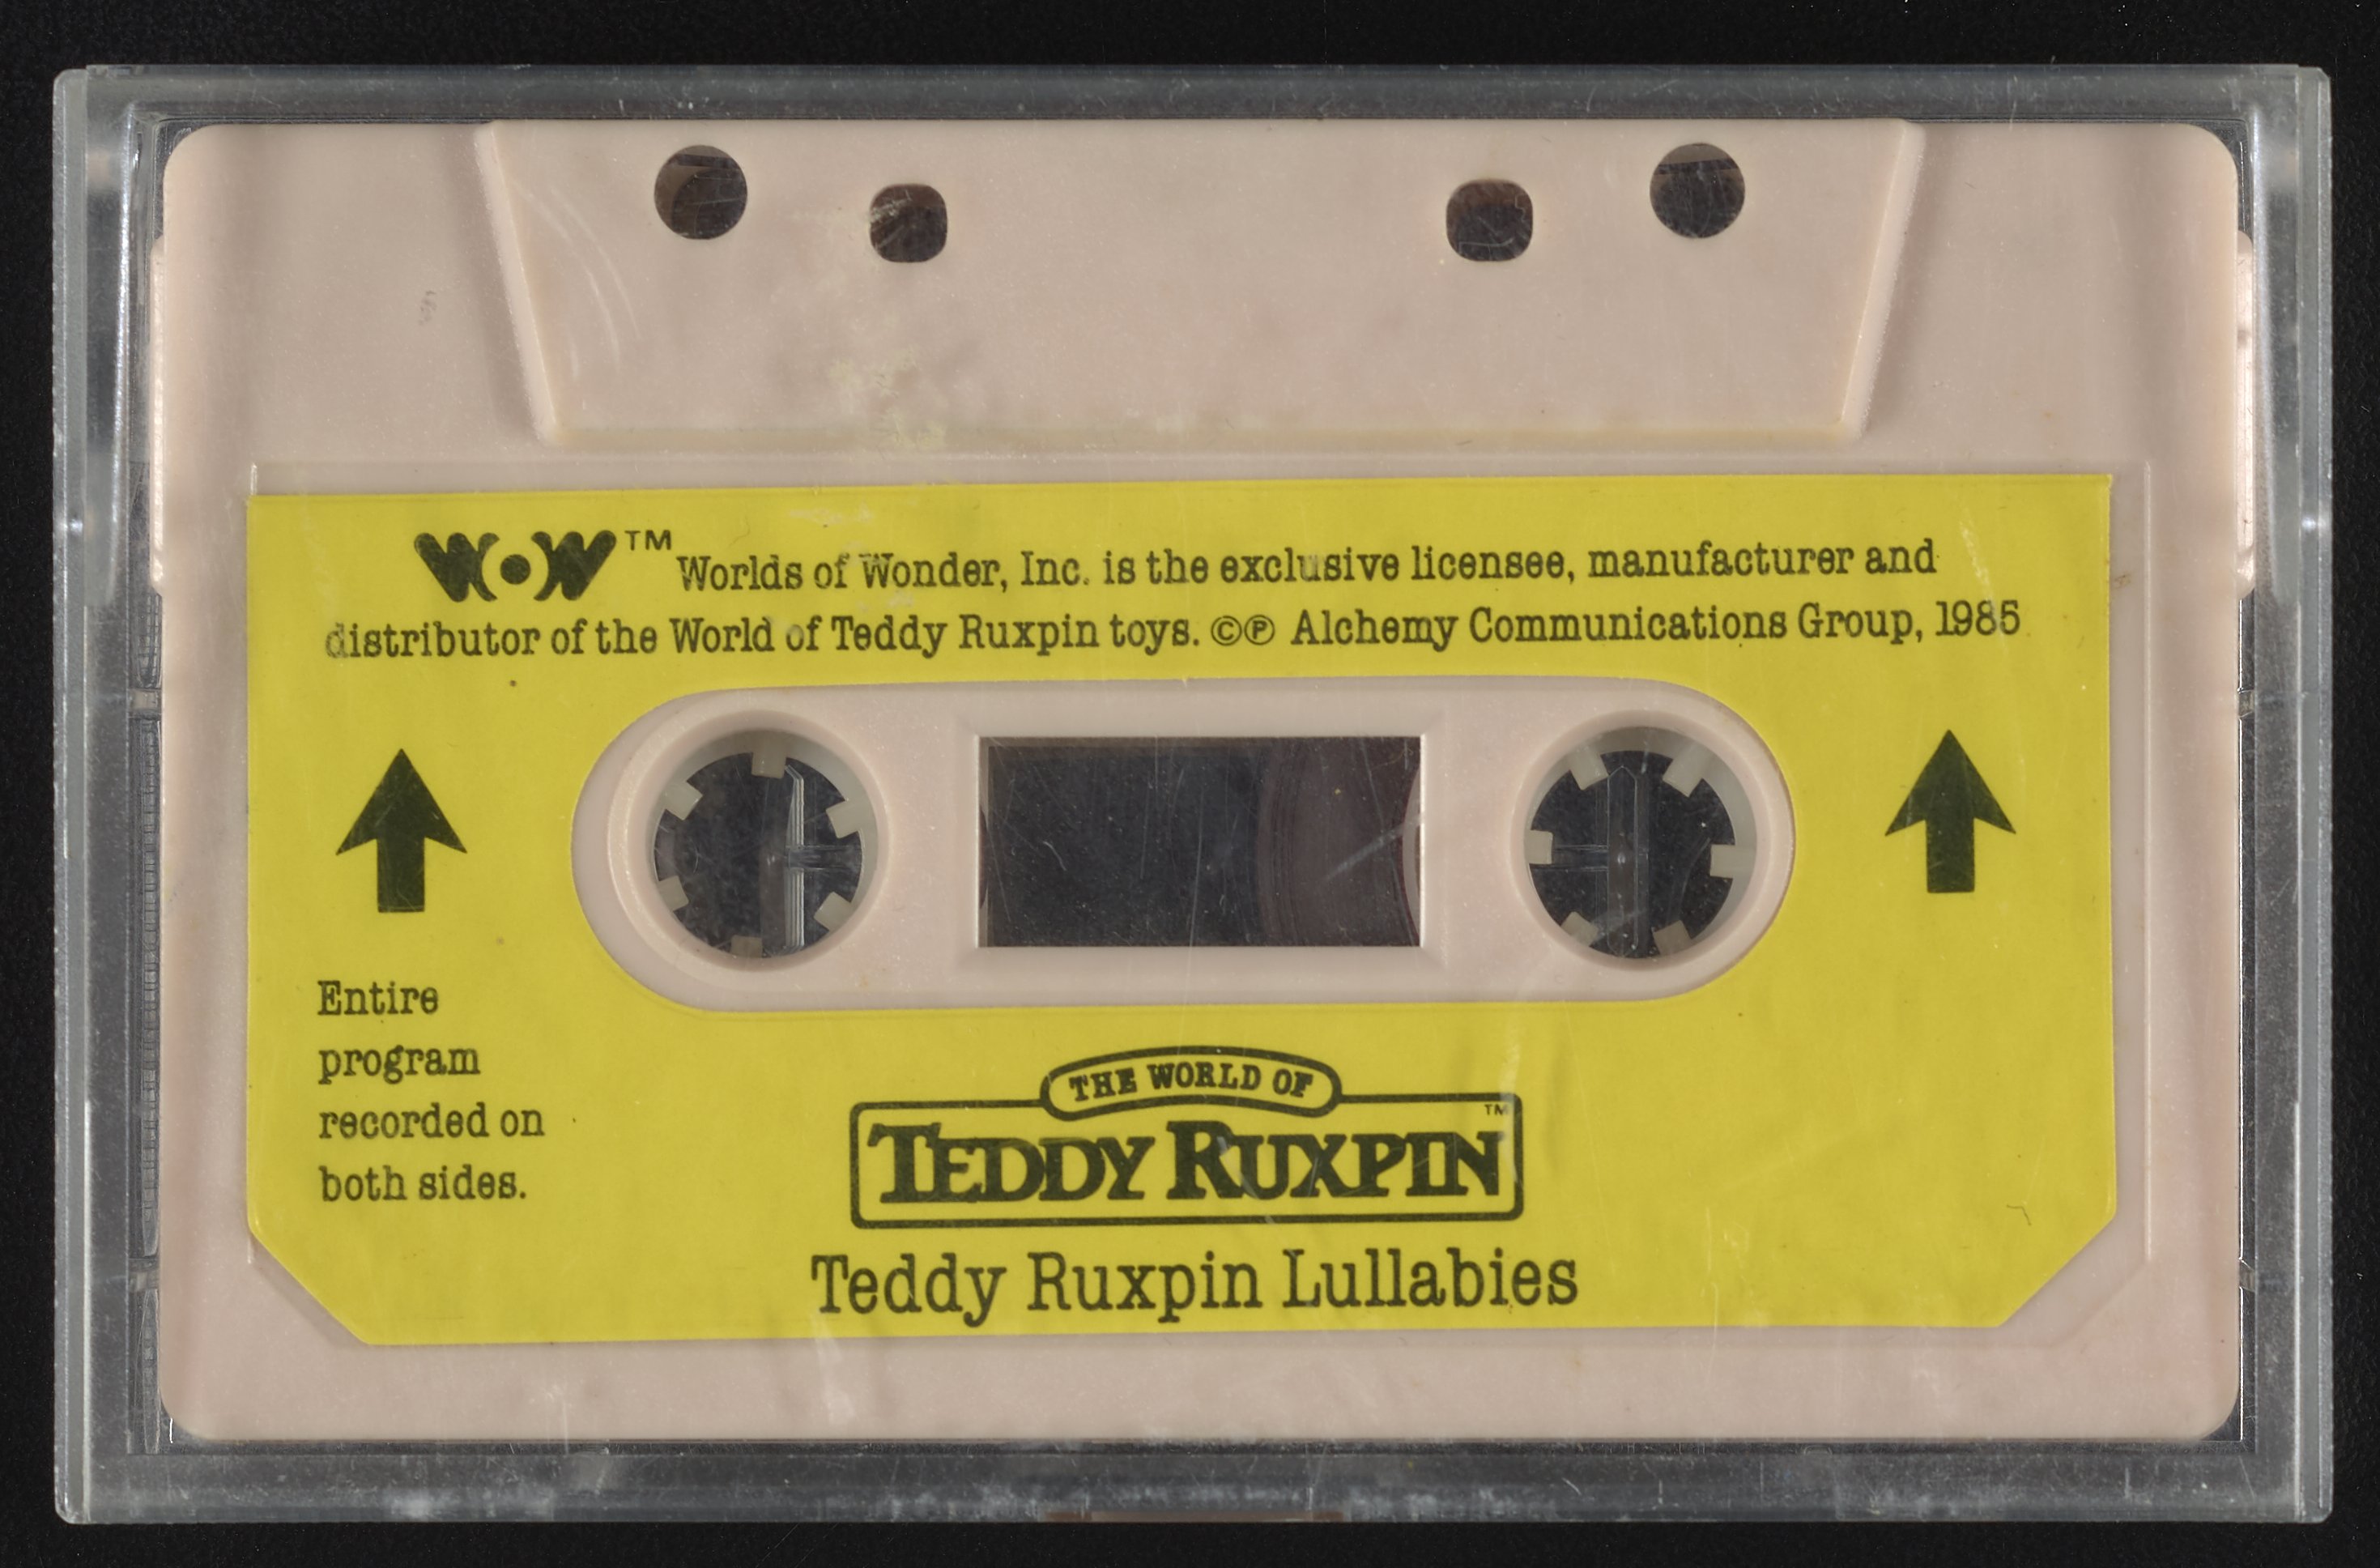 WOW™ Worlds of Wonder, Inc. is the exclusive licensee, manufacturer and
distributor of the World of Teddy Ruxpin toys. ©℗ Alchemy Communications Group, 1985
Entire
program
recorded on
both sides.
THE WORLD OF
TEDDY RUXPIN™
Teddy Ruxpin Lullabies